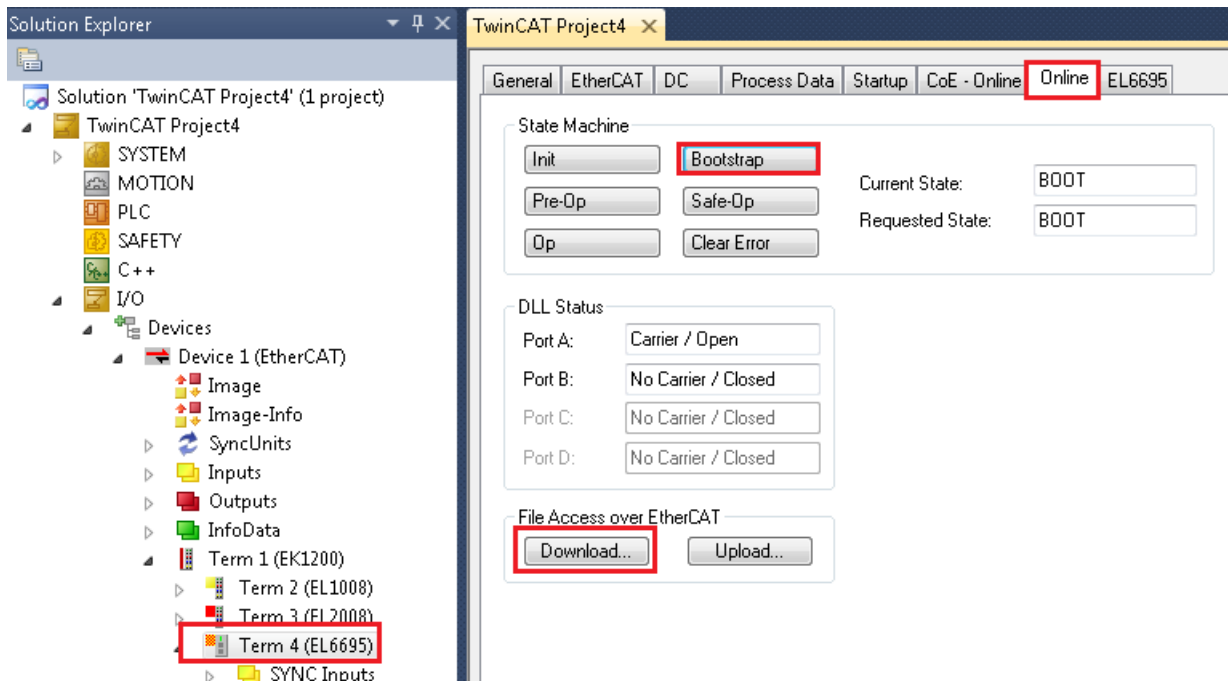 Solution Explorer
Solution 'TwinCAT Project4' (1 project)
TwinCAT Project4
SYSTEM
MOTION
PLC
SAFETY
C++
I/O
Devices
Device 1 (EtherCAT)
Image
Image-Info
SyncUnits
Inputs
Outputs
InfoData
Term 1 (EK1200)
Term 2 (EL1008)
Term 3 (EL2008)
Term 4 (EL6695)
SYNC Inputs
TwinCAT Project4
General EtherCAT DC Process Data Startup CoE - Online Online EL6695
State Machine
Init Bootstrap
Pre-Op Safe-Op
Op Clear Error
Current State: BOOT
Requested State: BOOT
DLL Status
Port A: Carrier / Open
Port B: No Carrier / Closed
Port C: No Carrier / Closed
Port D: No Carrier / Closed
File Access over EtherCAT
Download... Upload...